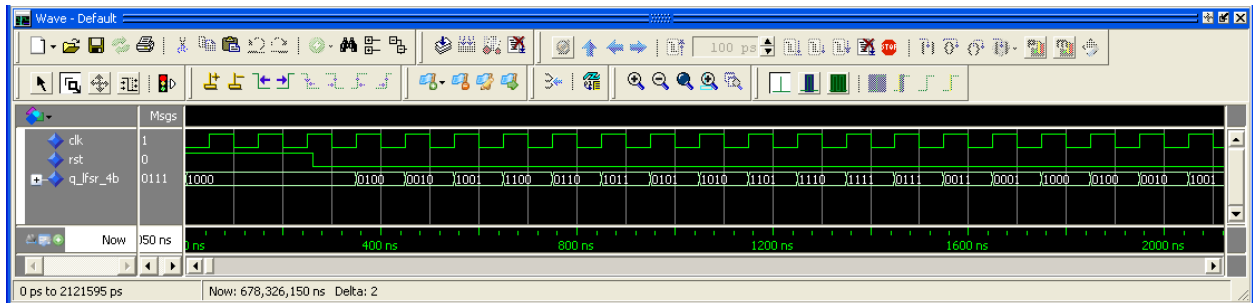 Wave - Default
100 ps
Msgs
clk 1
rst 0
q_lfsr_4b 0111 1000 0100 0010 1001 1100 0110 1011 0101 1010 1101 1110 1111 0111 0011 0001 1000 0100 0010 1001
Now 050 ns 0 ns 400 ns 800 ns 1200 ns 1600 ns 2000 ns
0 ps to 2121595 ps Now: 678,326,150 ns Delta: 2